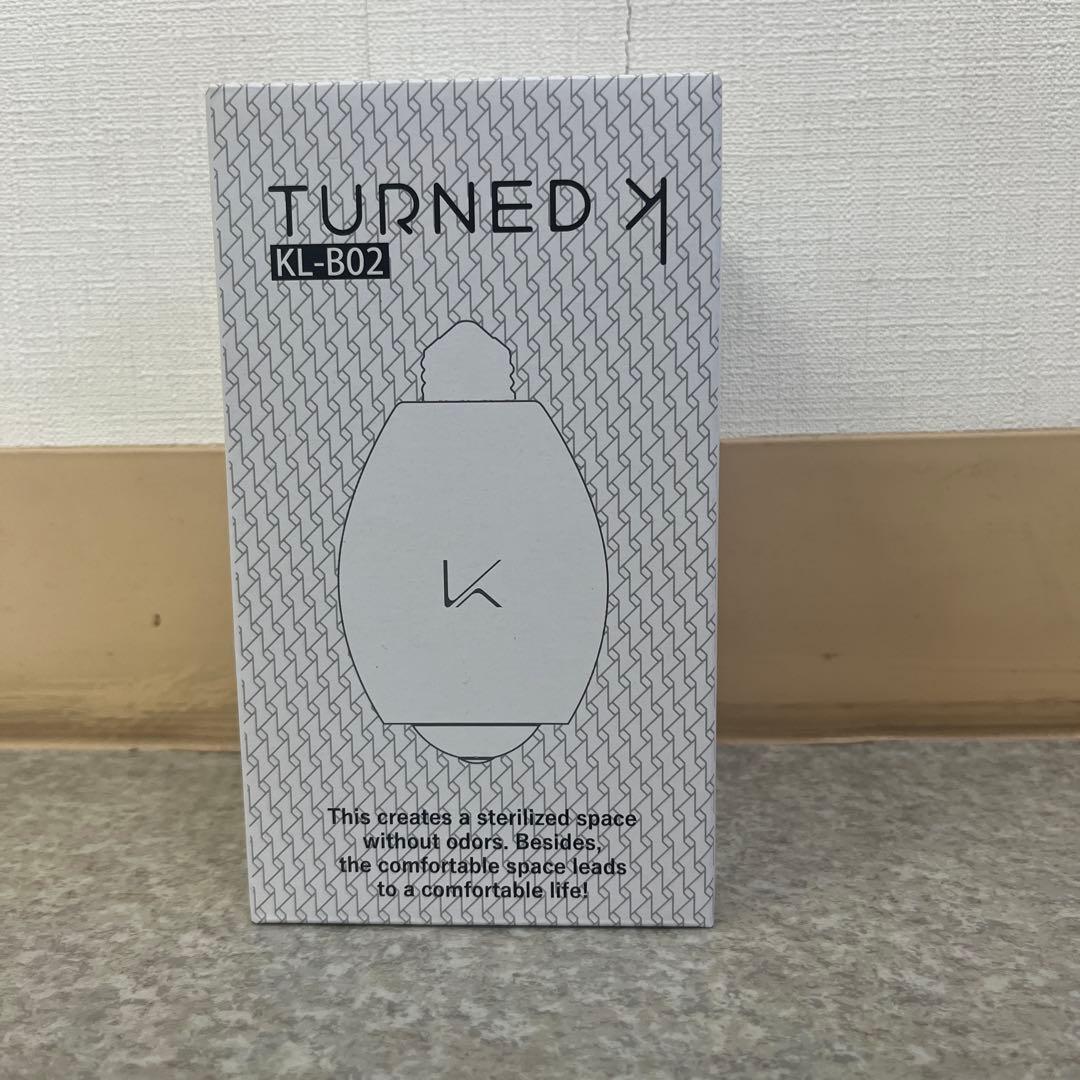 TURNED K
KL-B02
K
This creates a sterilized space
without odors. Besides,
the comfortable space leads
to a comfortable life!